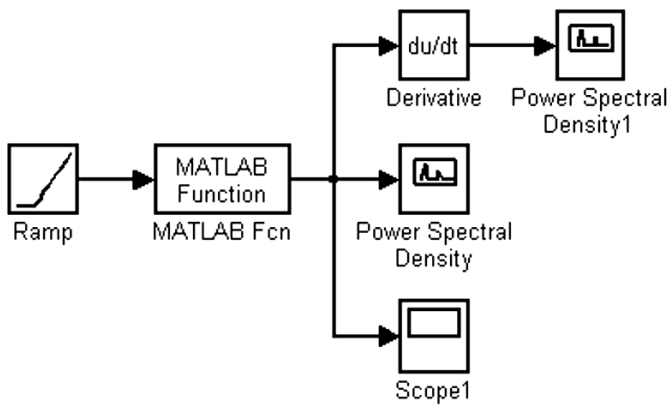 du/dt
Derivative
Power Spectral
Density1
MATLAB
Function
Ramp
MATLAB Fcn
Power Spectral
Density
Scope1